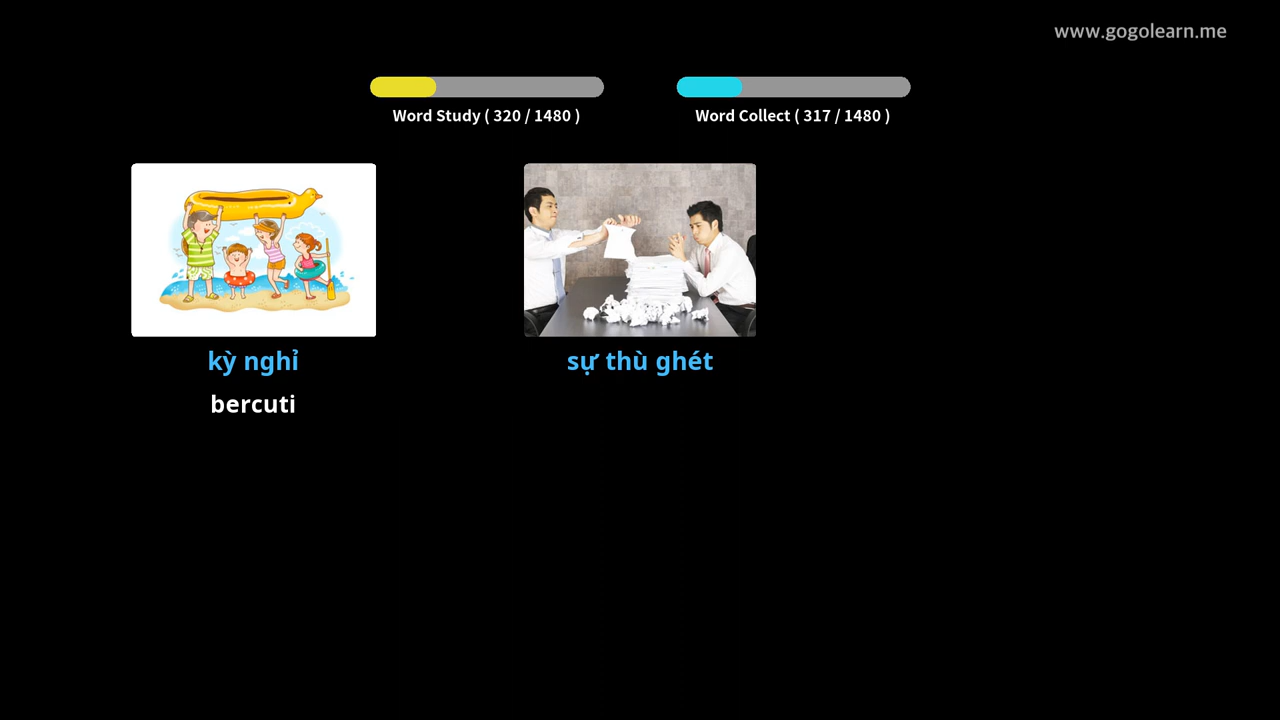 www.gogolearn.me
Word Study ( 320 / 1480 )
Word Collect ( 317 / 1480 )
kỳ nghỉ
bercuti
sự thù ghét